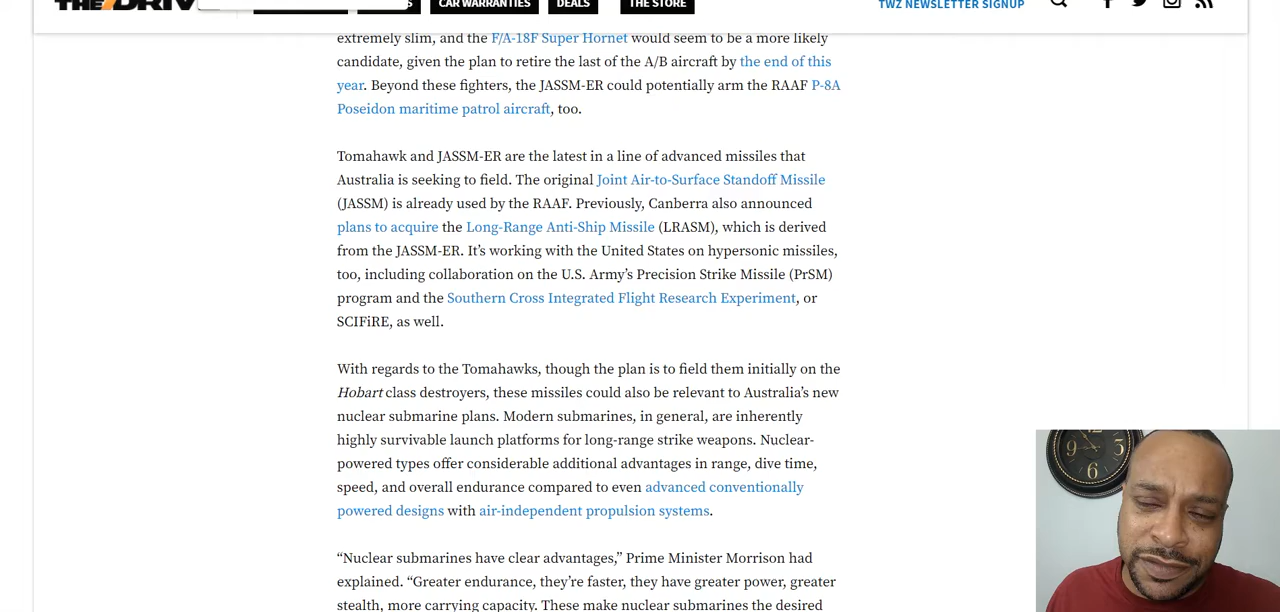 THE DRIV
S
CAR WARRANTIES
DEALS
THE STORE
TWZ NEWSLETTER SIGNUP
extremely slim, and the F/A-18F Super Hornet would seem to be a more likely
candidate, given the plan to retire the last of the A/B aircraft by the end of this
year. Beyond these fighters, the JASSM-ER could potentially arm the RAAF P-8A
Poseidon maritime patrol aircraft, too.
Tomahawk and JASSM-ER are the latest in a line of advanced missiles that
Australia is seeking to field. The original Joint Air-to-Surface Standoff Missile
(JASSM) is already used by the RAAF. Previously, Canberra also announced
plans to acquire the Long-Range Anti-Ship Missile (LRASM), which is derived
from the JASSM-ER. It’s working with the United States on hypersonic missiles,
too, including collaboration on the U.S. Army’s Precision Strike Missile (PrSM)
program and the Southern Cross Integrated Flight Research Experiment, or
SCIFiRE, as well.
With regards to the Tomahawks, though the plan is to field them initially on the
Hobart class destroyers, these missiles could also be relevant to Australia’s new
nuclear submarine plans. Modern submarines, in general, are inherently
highly survivable launch platforms for long-range strike weapons. Nuclear-
powered types offer considerable additional advantages in range, dive time,
speed, and overall endurance compared to even advanced conventionally
powered designs with air-independent propulsion systems.
“Nuclear submarines have clear advantages,” Prime Minister Morrison had
explained. “Greater endurance, they’re faster, they have greater power, greater
stealth, more carrying capacity. These make nuclear submarines the desired